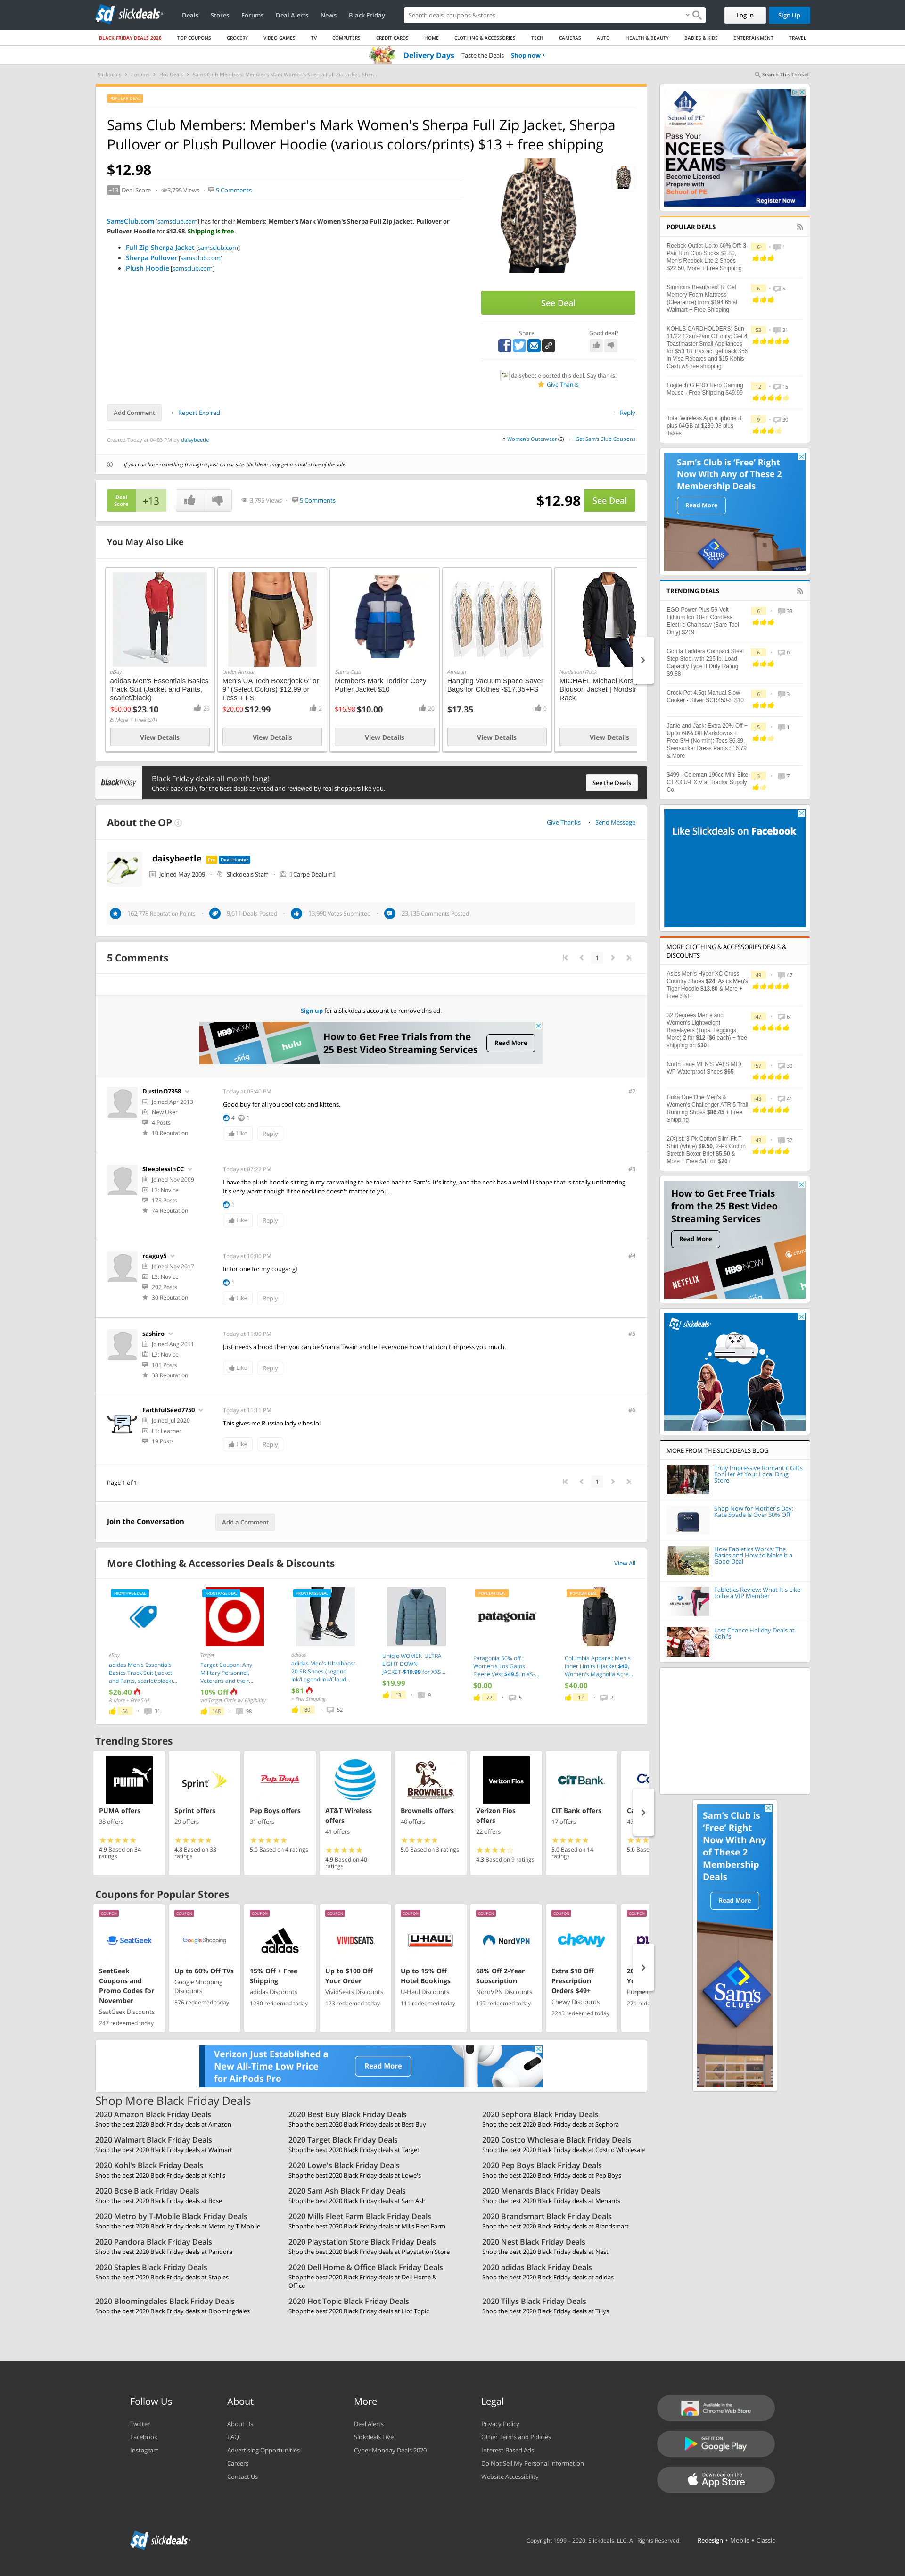 slickdeals
Deals Stores Forums Deal Alerts News Black Friday
Search deals, coupons & stores
Log In
Sign Up
BLACK FRIDAY DEALS 2020 TOP COUPONS GROCERY VIDEO GAMES TV COMPUTERS CREDIT CARDS HOME CLOTHING & ACCESSORIES TECH CAMERAS AUTO HEALTH & BEAUTY BABIES & KIDS ENTERTAINMENT TRAVEL
Delivery Days Taste the Deals Shop now
Slickdeals Forums Hot Deals Sams Club Members: Member's Mark Women's Sherpa Full Zip Jacket, Sher...
Search This Thread
POPULAR DEAL
Sams Club Members: Member's Mark Women's Sherpa Full Zip Jacket, Sherpa
Pullover or Plush Pullover Hoodie (various colors/prints) $13 + free shipping
$12.98
+13 Deal Score 3,795 Views 5 Comments
SamsClub.com [samsclub.com] has for their Members: Member's Mark Women's Sherpa Full Zip Jacket, Pullover or
Pullover Hoodie for $12.98. Shipping is free.
Full Zip Sherpa Jacket [samsclub.com]
Sherpa Pullover [samsclub.com]
Plush Hoodie [samsclub.com]
See Deal
Share Good deal?
daisybeetle posted this deal. Say thanks!
Give Thanks
Add Comment Report Expired Reply
Created Today at 04:03 PM by daisybeetle
in Women's Outerwear (5) Get Sam's Club Coupons
If you purchase something through a post on our site, Slickdeals may get a small share of the sale.
Deal Score +13 3,795 Views 5 Comments $12.98 See Deal
You May Also Like
eBay
adidas Men's Essentials Basics
Track Suit (Jacket and Pants,
scarlet/black)
$60.00 $23.10 29
& More + Free S/H
View Details
Under Armour
Men's UA Tech Boxerjock 6" or
9" (Select Colors) $12.99 or
Less + FS
$20.00 $12.99 2
View Details
Sam's Club
Member's Mark Toddler Cozy
Puffer Jacket $10
$16.98 $10.00 20
View Details
Amazon
Hanging Vacuum Space Saver
Bags for Clothes -$17.35+FS
$17.35 0
View Details
Nordstrom Rack
MICHAEL Michael Kors
Blouson Jacket | Nordstr
Rack
View Details
blackfriday
Black Friday deals all month long!
Check back daily for the best deals as voted and reviewed by real shoppers like you.
See the Deals
About the OP
Give Thanks Send Message
daisybeetle Pro Deal Hunter
Joined May 2009 Slickdeals Staff Carpe Dealum
162,778 Reputation Points 9,611 Deals Posted 13,990 Votes Submitted 23,135 Comments Posted
5 Comments
1
Sign up for a Slickdeals account to remove this ad.
HBO NOW sling hulu
How to Get Free Trials from the
25 Best Video Streaming Services
Read More
DustinO7358
Joined Apr 2013
New User
4 Posts
10 Reputation
Today at 05:40 PM #2
Good buy for all you cool cats and kittens.
4 1
Like Reply
SleeplessinCC
Joined Nov 2009
L3: Novice
175 Posts
74 Reputation
Today at 07:22 PM #3
I have the plush hoodie sitting in my car waiting to be taken back to Sam's. It's itchy, and the neck has a weird U shape that is totally unflattering.
It's very warm though if the neckline doesn't matter to you.
1
Like Reply
rcaguy5
Joined Nov 2017
L3: Novice
202 Posts
30 Reputation
Today at 10:00 PM #4
In for one for my cougar gf
1
Like Reply
sashiro
Joined Aug 2011
L3: Novice
105 Posts
38 Reputation
Today at 11:09 PM #5
Just needs a hood then you can be Shania Twain and tell everyone how that don't impress you much.
Like Reply
FaithfulSeed7750
Joined Jul 2020
L1: Learner
19 Posts
Today at 11:11 PM #6
This gives me Russian lady vibes lol
Like Reply
Page 1 of 1
1
Join the Conversation
Add a Comment
More Clothing & Accessories Deals & Discounts
View All
FRONTPAGE DEAL
eBay
adidas Men's Essentials
Basics Track Suit (Jacket
and Pants, scarlet/black)...
$26.40
& More + Free S/H
54 31
FRONTPAGE DEAL
Target
Target Coupon: Any
Military Personnel,
Veterans and their...
10% Off
via Target Circle w/ Eligibility
148 98
FRONTPAGE DEAL
adidas
adidas Men's Ultraboost
20 SB Shoes (Legend
Ink/Legend Ink/Cloud...
$81
+ Free Shipping
80 52
Uniqlo WOMEN ULTRA
LIGHT DOWN
JACKET-$19.99 for XXS...
$19.99
13 9
POPULAR DEAL
patagonia
Patagonia 50% off :
Women's Los Gatos
Fleece Vest $49.5 in XS-...
$0.00
72 5
POPULAR DEAL
Columbia Apparel: Men's
Inner Limits II Jacket $40,
Women's Magnolia Acre...
$40.00
17 2
Trending Stores
PUMA
PUMA offers
38 offers
4.9 Based on 34
ratings
Sprint
Sprint offers
29 offers
4.8 Based on 33
ratings
Pep Boys
Pep Boys offers
31 offers
5.0 Based on 4 ratings
AT&T Wireless
offers
41 offers
4.9 Based on 40
ratings
BROWNELLS
Brownells offers
40 offers
5.0 Based on 3 ratings
Verizon Fios
Verizon Fios
offers
22 offers
4.3 Based on 9 ratings
CIT Bank
CIT Bank offers
17 offers
5.0 Based on 14
ratings
Coupons for Popular Stores
COUPON
SeatGeek
SeatGeek
Coupons and
Promo Codes for
November
SeatGeek Discounts
247 redeemed today
COUPON
Google Shopping
Up to 60% Off TVs
Google Shopping
Discounts
876 redeemed today
COUPON
adidas
15% Off + Free
Shipping
adidas Discounts
1230 redeemed today
COUPON
VIVIDSEATS
Up to $100 Off
Your Order
VividSeats Discounts
123 redeemed today
COUPON
U-HAUL
Up to 15% Off
Hotel Bookings
U-Haul Discounts
111 redeemed today
COUPON
NordVPN
68% Off 2-Year
Subscription
NordVPN Discounts
197 redeemed today
COUPON
chewy
Extra $10 Off
Prescription
Orders $49+
Chewy Discounts
2245 redeemed today
COUPON
Verizon Just Established a
New All-Time Low Price
for AirPods Pro
Read More
Shop More Black Friday Deals
2020 Amazon Black Friday Deals
Shop the best 2020 Black Friday deals at Amazon
2020 Best Buy Black Friday Deals
Shop the best 2020 Black Friday deals at Best Buy
2020 Sephora Black Friday Deals
Shop the best 2020 Black Friday deals at Sephora
2020 Walmart Black Friday Deals
Shop the best 2020 Black Friday deals at Walmart
2020 Target Black Friday Deals
Shop the best 2020 Black Friday deals at Target
2020 Costco Wholesale Black Friday Deals
Shop the best 2020 Black Friday deals at Costco Wholesale
2020 Kohl's Black Friday Deals
Shop the best 2020 Black Friday deals at Kohl's
2020 Lowe's Black Friday Deals
Shop the best 2020 Black Friday deals at Lowe's
2020 Pep Boys Black Friday Deals
Shop the best 2020 Black Friday deals at Pep Boys
2020 Bose Black Friday Deals
Shop the best 2020 Black Friday deals at Bose
2020 Sam Ash Black Friday Deals
Shop the best 2020 Black Friday deals at Sam Ash
2020 Menards Black Friday Deals
Shop the best 2020 Black Friday deals at Menards
2020 Metro by T-Mobile Black Friday Deals
Shop the best 2020 Black Friday deals at Metro by T-Mobile
2020 Mills Fleet Farm Black Friday Deals
Shop the best 2020 Black Friday deals at Mills Fleet Farm
2020 Brandsmart Black Friday Deals
Shop the best 2020 Black Friday deals at Brandsmart
2020 Pandora Black Friday Deals
Shop the best 2020 Black Friday deals at Pandora
2020 Playstation Store Black Friday Deals
Shop the best 2020 Black Friday deals at Playstation Store
2020 Nest Black Friday Deals
Shop the best 2020 Black Friday deals at Nest
2020 Staples Black Friday Deals
Shop the best 2020 Black Friday deals at Staples
2020 Dell Home & Office Black Friday Deals
Shop the best 2020 Black Friday deals at Dell Home &
Office
2020 adidas Black Friday Deals
Shop the best 2020 Black Friday deals at adidas
2020 Bloomingdales Black Friday Deals
Shop the best 2020 Black Friday deals at Bloomingdales
2020 Hot Topic Black Friday Deals
Shop the best 2020 Black Friday deals at Hot Topic
2020 Tillys Black Friday Deals
Shop the best 2020 Black Friday deals at Tillys
School of PE
Pass Your
NCEES
EXAMS
Become Licensed
Prepare with
School of PE
Register Now
POPULAR DEALS
Reebok Outlet Up to 60% Off: 3-
Pair Run Club Socks $2.80,
Men's Reebok Lite 2 Shoes
$22.50, More + Free Shipping
6 1
Simmons Beautyrest 8" Gel
Memory Foam Mattress
(Clearance) from $194.65 at
Walmart + Free Shipping
6 5
KOHLS CARDHOLDERS: Sun
11/22 12am-2am CT only: Get 4
Toastmaster Small Appliances
for $53.18 +tax ac, get back $56
in Visa Rebates and $15 Kohls
Cash w/Free shipping
53 31
Logitech G PRO Hero Gaming
Mouse - Free Shipping $49.99
12 15
Total Wireless Apple Iphone 8
plus 64GB at $239.98 plus
Taxes
9 30
Sam's Club is 'Free' Right
Now With Any of These 2
Membership Deals
Read More
Sam's CLUB
TRENDING DEALS
EGO Power Plus 56-Volt
Lithium Ion 18-in Cordless
Electric Chainsaw (Bare Tool
Only) $219
6 33
Gorilla Ladders Compact Steel
Step Stool with 225 lb. Load
Capacity Type II Duty Rating
$9.88
6 0
Crock-Pot 4.5qt Manual Slow
Cooker - Silver SCR450-S $10
6 3
Janie and Jack: Extra 20% Off +
Up to 60% Off Markdowns +
Free S/H (No min): Tees $6.39,
Seersucker Dress Pants $16.79
& More
5 1
$499 - Coleman 196cc Mini Bike
CT200U-EX V at Tractor Supply
Co.
3 7
Like Slickdeals on Facebook
MORE CLOTHING & ACCESSORIES DEALS &
DISCOUNTS
Asics Men's Hyper XC Cross
Country Shoes $24, Asics Men's
Tiger Hoodie $13.80 & More +
Free S&H
49 47
32 Degrees Men's and
Women's Lightweight
Baselayers (Tops, Leggings,
More) 2 for $12 ($6 each) + free
shipping on $30+
47 61
North Face MEN'S VALS MID
WP Waterproof Shoes $65
57 30
Hoka One One Men's &
Women's Challenger ATR 5 Trail
Running Shoes $86.45 + Free
Shipping
43 41
2(X)ist: 3-Pk Cotton Slim-Fit T-
Shirt (white) $9.50, 2-Pk Cotton
Stretch Boxer Brief $5.50 &
More + Free S/H on $20+
43 32
How to Get Free Trials
from the 25 Best Video
Streaming Services
Read More
NETFLIX HBO NOW
slickdeals
MORE FROM THE SLICKDEALS BLOG
Truly Impressive Romantic Gifts
For Her At Your Local Drug
Store
Shop Now for Mother's Day:
Kate Spade Is Over 50% Off
How Fabletics Works: The
Basics and How to Make it a
Good Deal
Fabletics Review: What It's Like
to be a VIP Member
Last Chance Holiday Deals at
Kohl's
Sam's Club is
'Free' Right
Now With Any
of These 2
Membership
Deals
Read More
Sam's CLUB
Follow Us
Twitter
Facebook
Instagram
About
About Us
FAQ
Advertising Opportunities
Careers
Contact Us
More
Deal Alerts
Slickdeals Live
Cyber Monday Deals 2020
Legal
Privacy Policy
Other Terms and Policies
Interest-Based Ads
Do Not Sell My Personal Information
Website Accessibility
Available in the Chrome Web Store
GET IT ON Google Play
Download on the App Store
slickdeals
Copyright 1999 - 2020. Slickdeals, LLC. All Rights Reserved. Redesign • Mobile • Classic